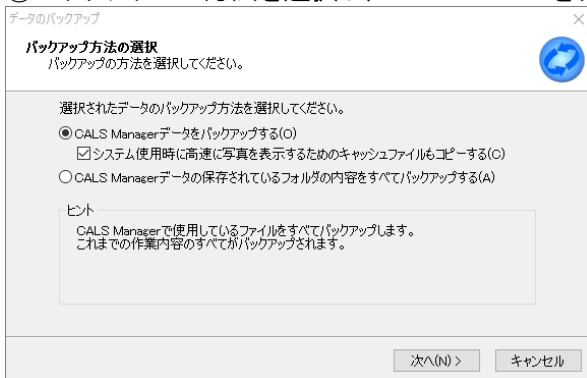 データのバックアップ
バックアップ方法の選択
バックアップの方法を選択してください。
選択されたデータのバックアップ方法を選択してください。
CALS Managerデータをバックアップする(O)
システム使用時に高速に写真を表示するためのキャッシュファイルもコピーする(C)
CALS Managerデータの保存されているフォルダの内容をすべてバックアップする(A)
ヒント
CALS Managerで使用しているファイルをすべてバックアップします。
これまでの作業内容のすべてがバックアップされます。
次へ(N) >
キャンセル